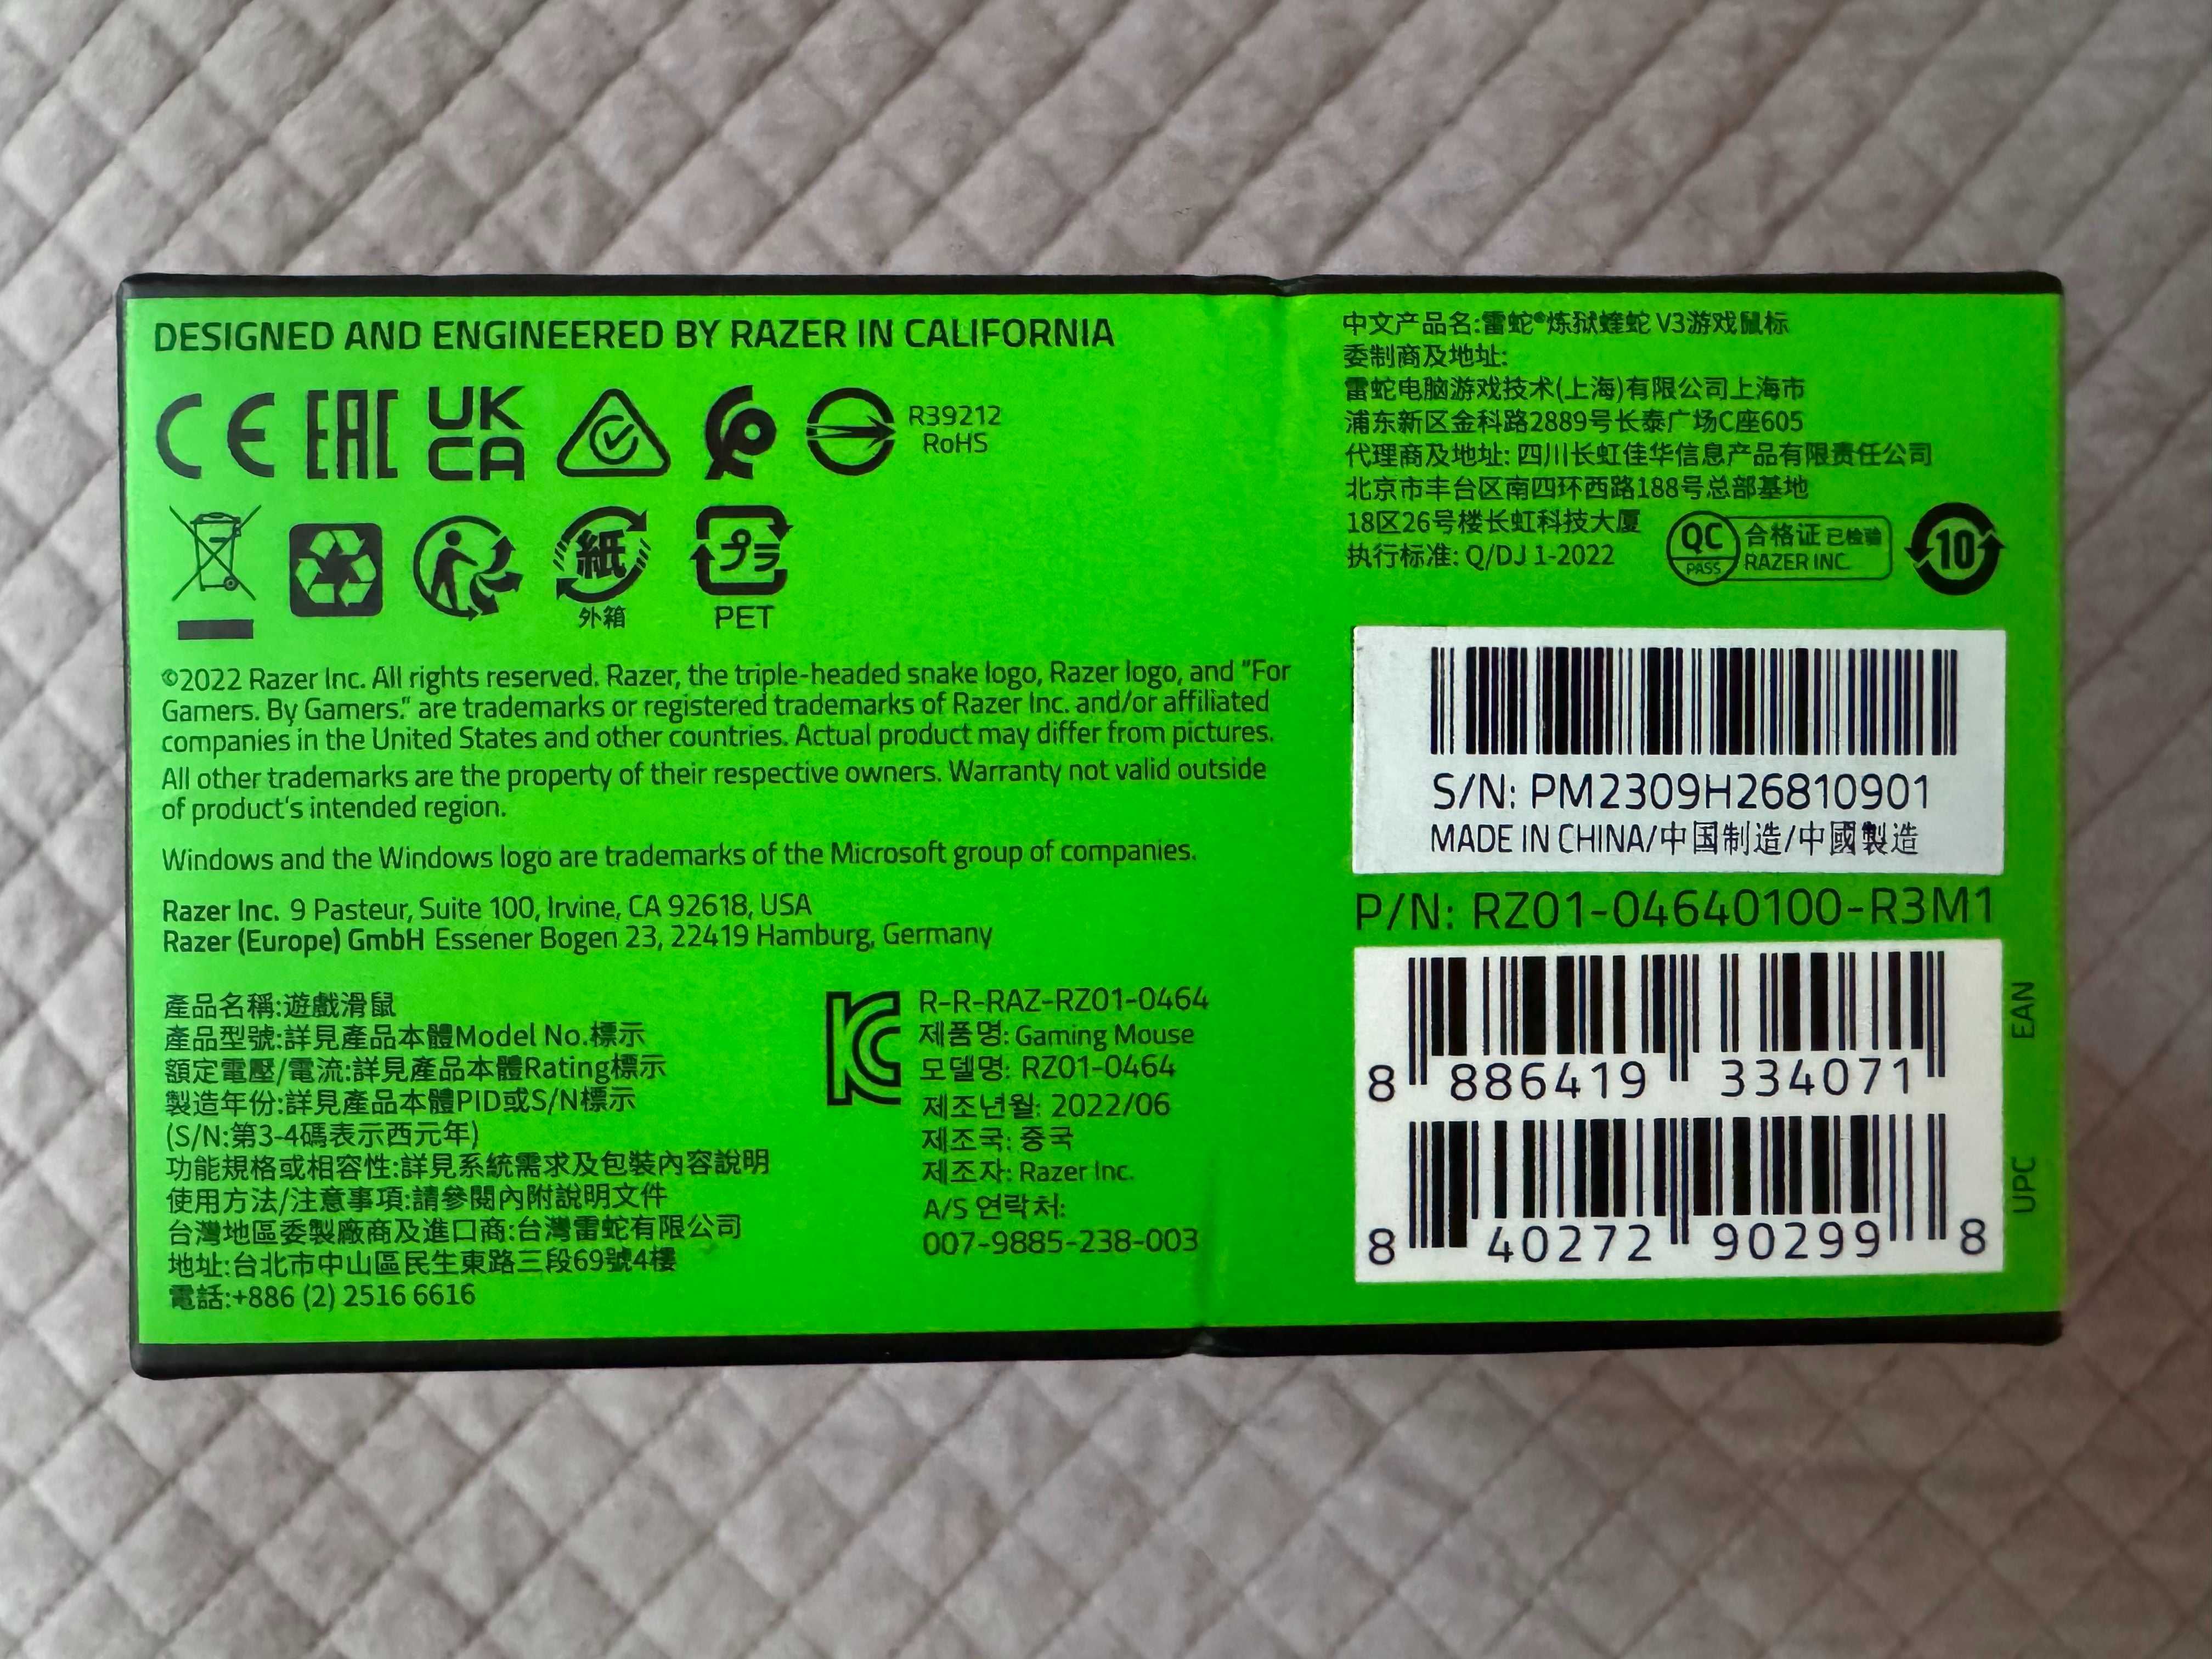 DESIGNED AND ENGINEERED BY RAZER IN CALIFORNIA
CE EAC UK
CA
R39212
RoHS
紙
外箱
プラ
PET
©2022 Razer Inc. All rights reserved. Razer, the triple-headed snake logo, Razer logo, and "For
Gamers. By Gamers." are trademarks or registered trademarks of Razer Inc. and/or affiliated
companies in the United States and other countries. Actual product may differ from pictures.
All other trademarks are the property of their respective owners. Warranty not valid outside
of product's intended region.
Windows and the Windows logo are trademarks of the Microsoft group of companies.
Razer Inc. 9 Pasteur, Suite 100, Irvine, CA 92618, USA
Razer (Europe) GmbH Essener Bogen 23, 22419 Hamburg, Germany
產品名稱:遊戲滑鼠
產品型號:詳見產品本體Model No.標示
額定電壓/電流:詳見產品本體Rating標示
製造年份:詳見產品本體PID或S/N標示
(S/N:第3-4碼表示西元年)
功能規格或相容性:詳見系統需求及包裝內容說明
使用方法/注意事項:請參閱內附說明文件
台灣地區委製廠商及進口商:台灣雷蛇有限公司
地址:台北市中山區民生東路三段69號4樓
電話:+886 (2) 2516 6616
R-R-RAZ-RZ01-0464
제품명: Gaming Mouse
모델명: RZ01-0464
제조년월: 2022/06
제조국: 중국
제조자: Razer Inc.
A/S 연락처:
007-9885-238-003
中文产品名:雷蛇®炼狱蝰蛇 V3游戏鼠标
委制商及地址:
雷蛇电脑游戏技术(上海)有限公司上海市
浦东新区金科路2889号长泰广场C座605
代理商及地址: 四川长虹佳华信息产品有限责任公司
北京市丰台区南四环西路188号总部基地
18区26号楼长虹科技大厦
执行标准: Q/DJ 1-2022
QC
PASS
合格证 已检验
RAZER INC.
10
S/N: PM2309H26810901
MADE IN CHINA/中国制造/中國製造
P/N: RZ01-04640100-R3M1
8 886419 334071
EAN
8 40272 90299 8
UPC